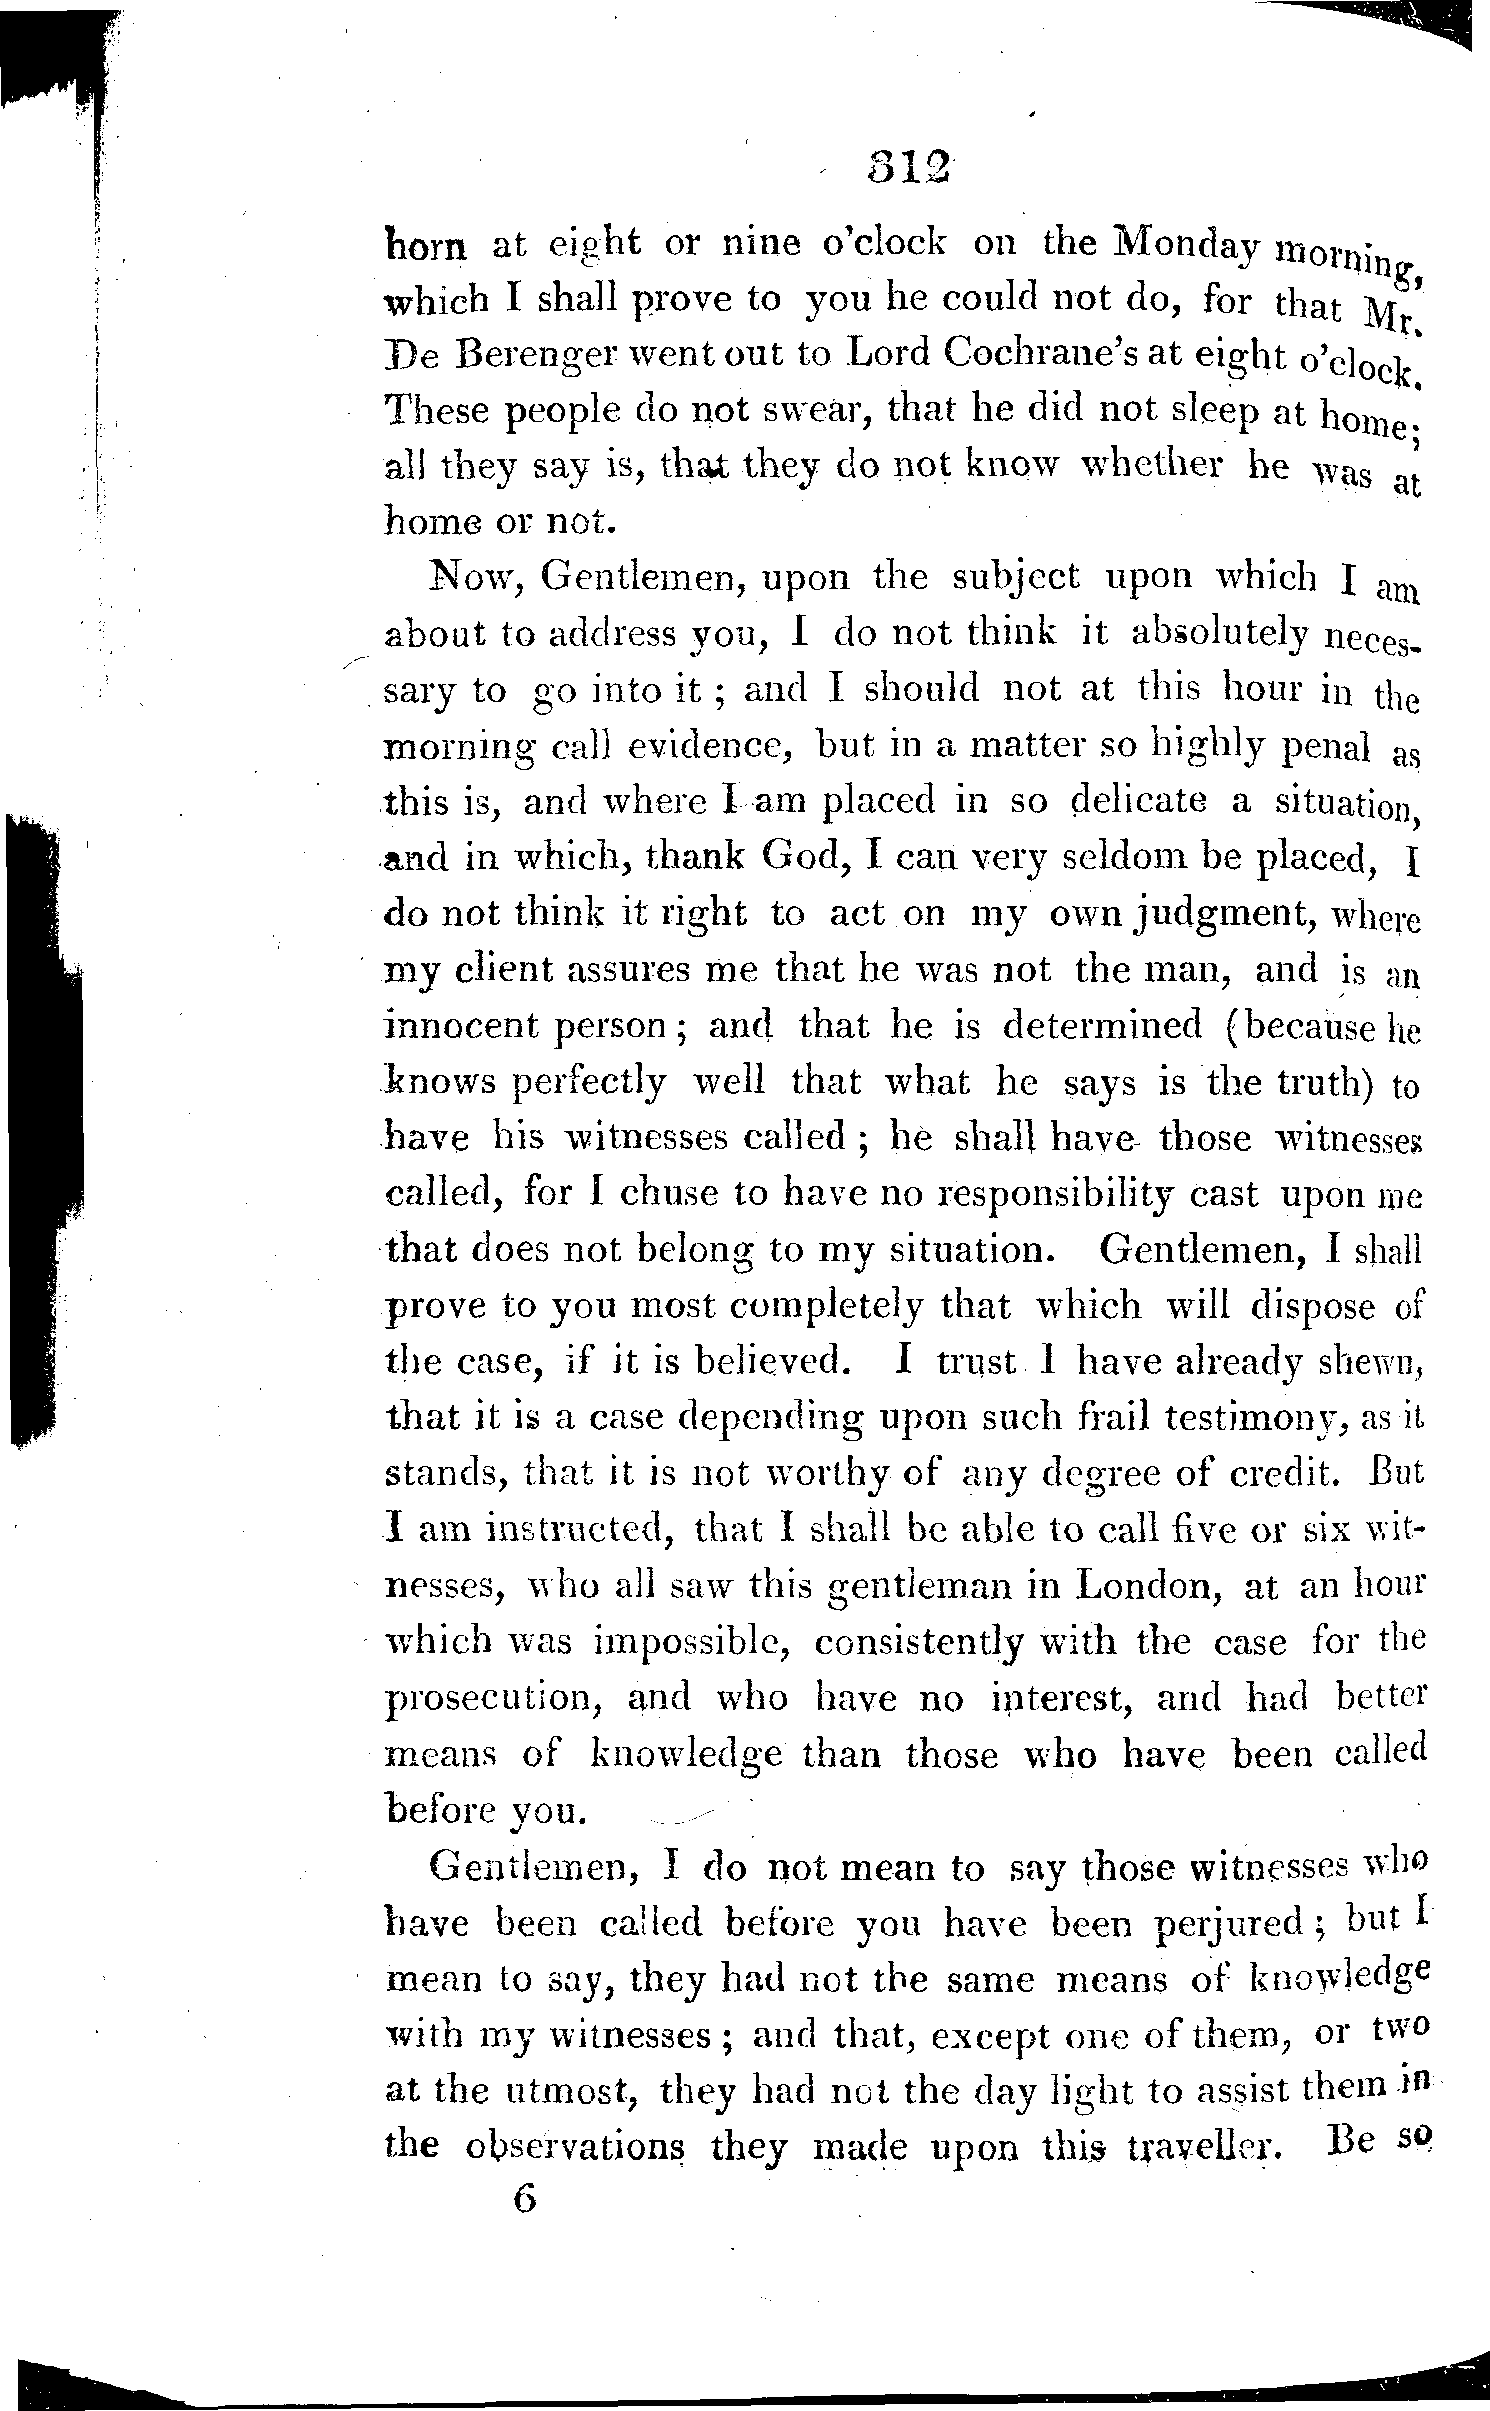 312
horn at eight or nine o'clock on the Monday morning,
which I shall prove to you he could not do, for that Mr.
De Berenger went out to Lord Cochrane's at eight o'clock.
These people do not swear, that he did not sleep at home;
all they say is, that they do not know whether he was at
home or not.
Now, Gentlemen, upon the subject upon which I am
about to address you, I do not think it absolutely neces-
sary to go into it ; and I should not at this hour in the
morning call evidence, but in a matter so highly penal as
this is, and where I am placed in so delicate a situation,
and in which, thank God, I can very seldom be placed, I
do not think it right to act on my own judgment, where
my client assures me that he was not the man, and is an
innocent person ; and that he is determined (because he
knows perfectly well that what he says is the truth) to
have his witnesses called ; he shall have those witnesses
called, for I chuse to have no responsibility cast upon me
that does not belong to my situation. Gentlemen, I shall
prove to you most completely that which will dispose of
the case, if it is believed. I trust I have already shewn,
that it is a case depending upon such frail testimony, as it
stands, that it is not worthy of any degree of credit. But
I am instructed, that I shall be able to call five or six wit-
nesses, who all saw this gentleman in London, at an hour
which was impossible, consistently with the case for the
prosecution, and who have no interest, and had better
means of knowledge than those who have been called
before you.
Gentlemen, I do not mean to say those witnesses who
have been called before you have been perjured ; but I
mean to say, they had not the same means of knowledge
with my witnesses ; and that, except one of them, or two
at the utmost, they had not the day light to assist them in
the observations they made upon this traveller. Be so
6